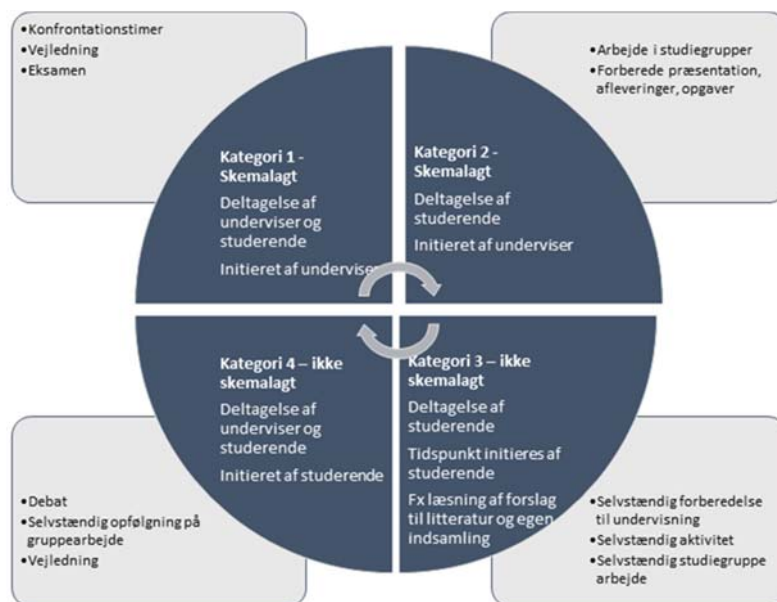 •Konfrontationstimer
•Vejledning
•Eksamen
•Arbejde i studiegrupper
•Forberede præsentation,
afleveringer, opgaver
Kategori 1 -
Skemalagt
Deltagelse af
underviser og
studerende
Initieret af underviser
Kategori 2 -
Skemalagt
Deltagelse af
studerende
Initieret af underviser
Kategori 4 – ikke
skemalagt
Deltagelse af
underviser og
studerende
Initieret af studerende
Kategori 3 – ikke
skemalagt
Deltagelse af
studerende
Tidspunkt initieres af
studerende
Fx læsning af forslag
til litteratur og egen
indsamling
•Debat
•Selvstændig opfølgning på
gruppearbejde
•Vejledning
•Selvstændig forberedelse
til undervisning
•Selvstændig aktivitet
•Selvstændig studiegruppe
arbejde